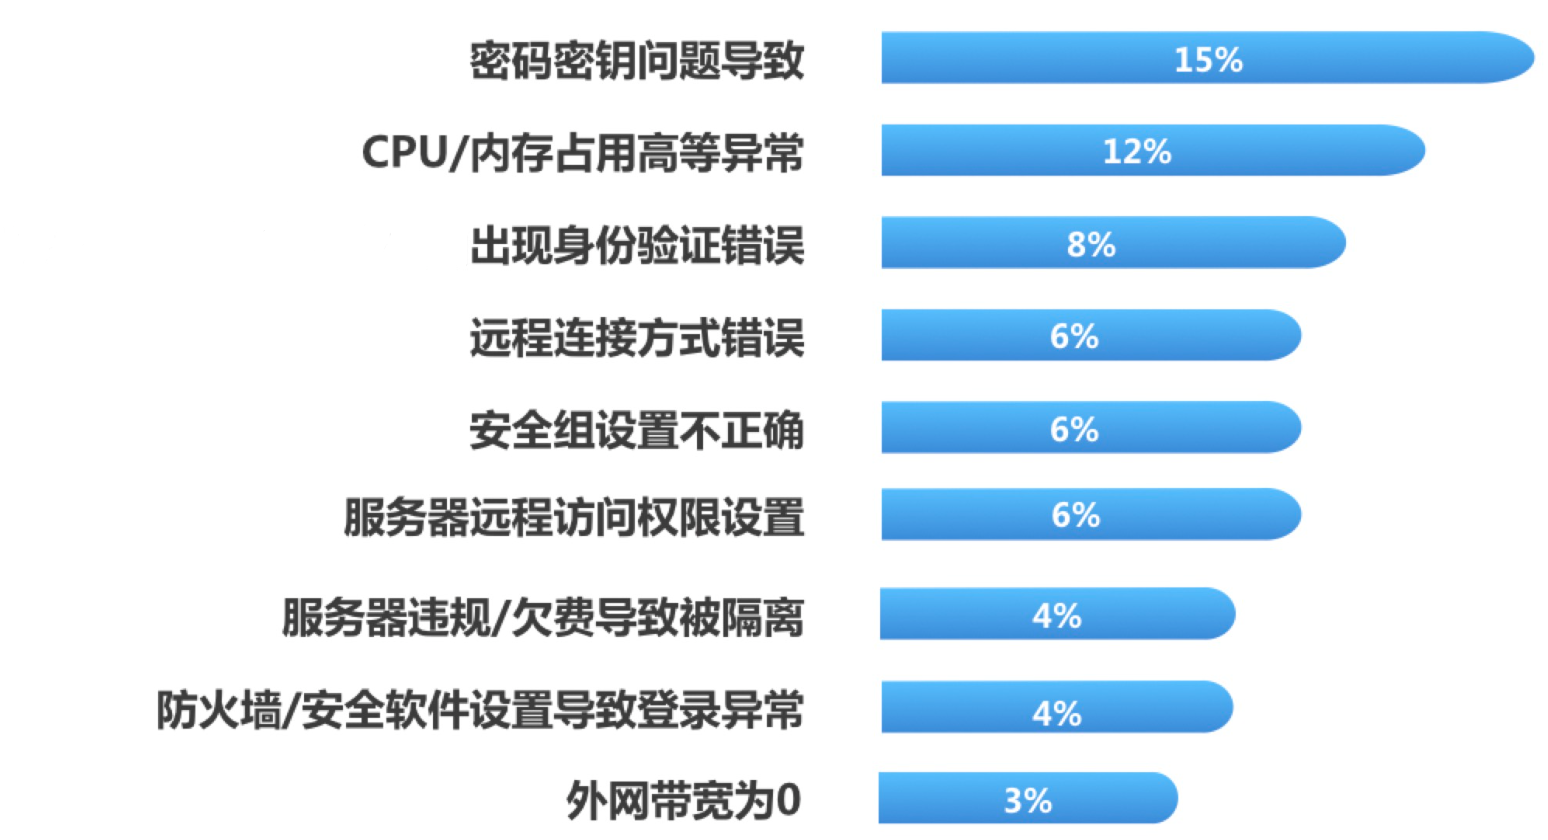 密码密钥问题导致 15%
CPU/内存占用高等异常 12%
出现身份验证错误 8%
远程连接方式错误 6%
安全组设置不正确 6%
服务器远程访问权限设置 6%
服务器违规/欠费导致被隔离 4%
防火墙/安全软件设置导致登录异常 4%
外网带宽为0 3%